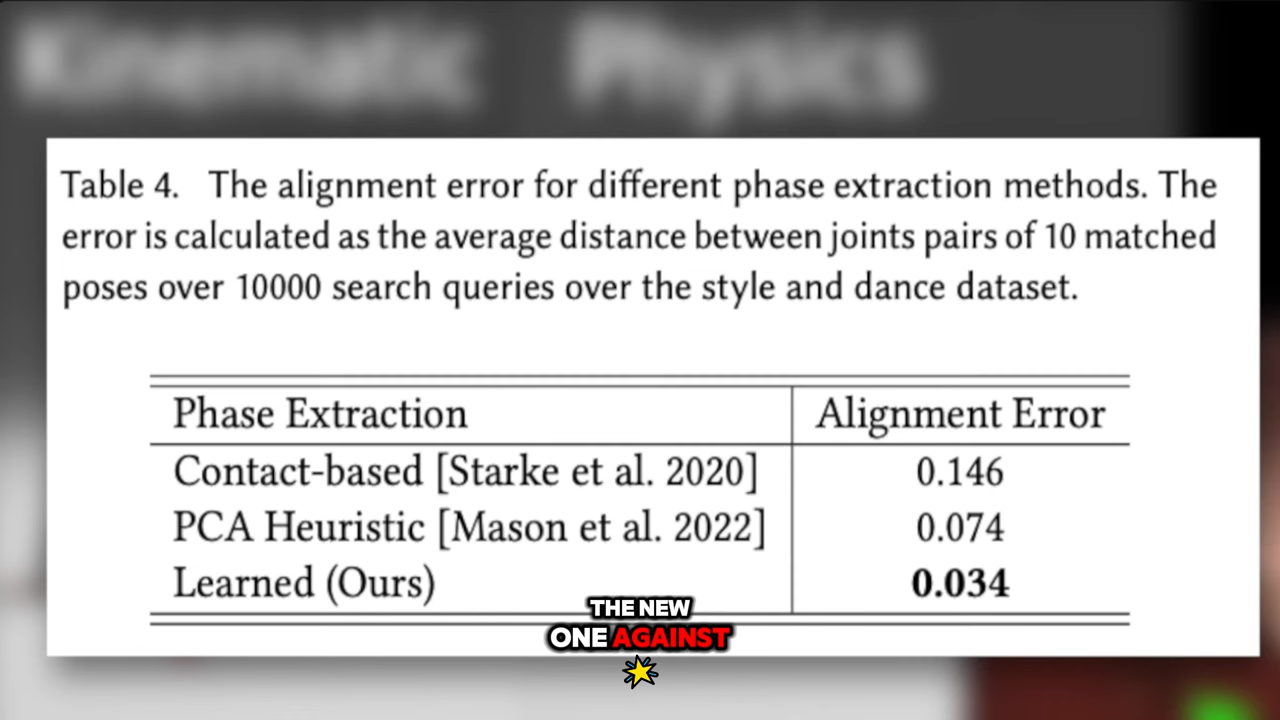 Kinematic Physics
Table 4. The alignment error for different phase extraction methods. The
error is calculated as the average distance between joints pairs of 10 matched
poses over 10000 search queries over the style and dance dataset.
Phase Extraction Alignment Error
Contact-based [Starke et al. 2020] 0.146
PCA Heuristic [Mason et al. 2022] 0.074
Learned (Ours) 0.034
THE NEW
ONE AGAINST